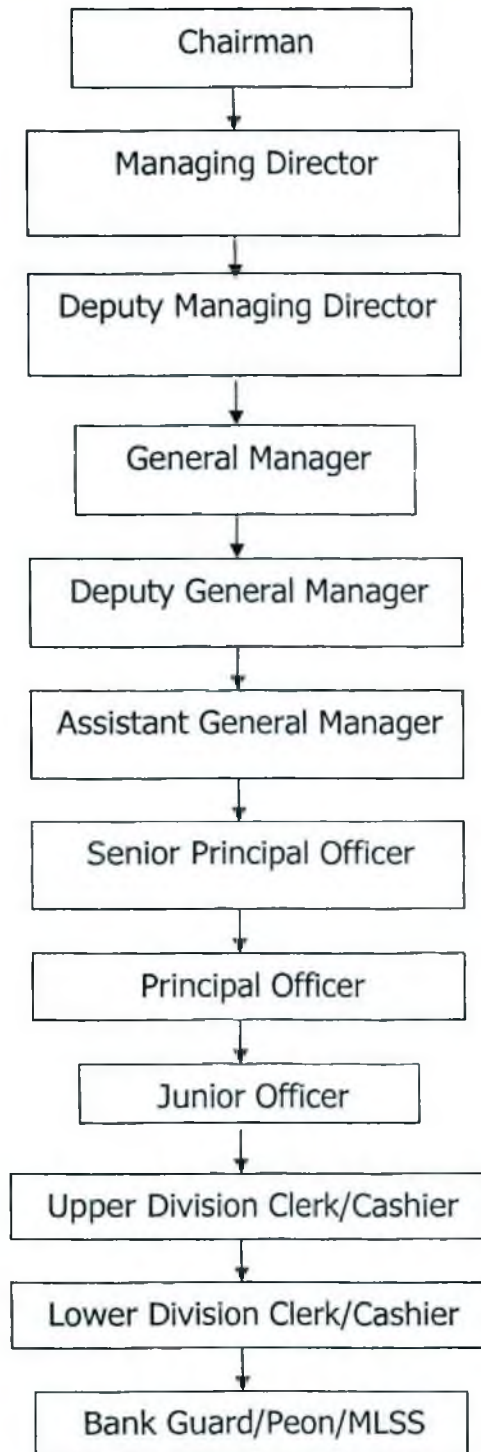 Chairman
Managing Director
Deputy Managing Director
General Manager
Deputy General Manager
Assistant General Manager
Senior Principal Officer
Principal Officer
Junior Officer
Upper Division Clerk/Cashier
Lower Division Clerk/Cashier
Bank Guard/Peon/MLSS